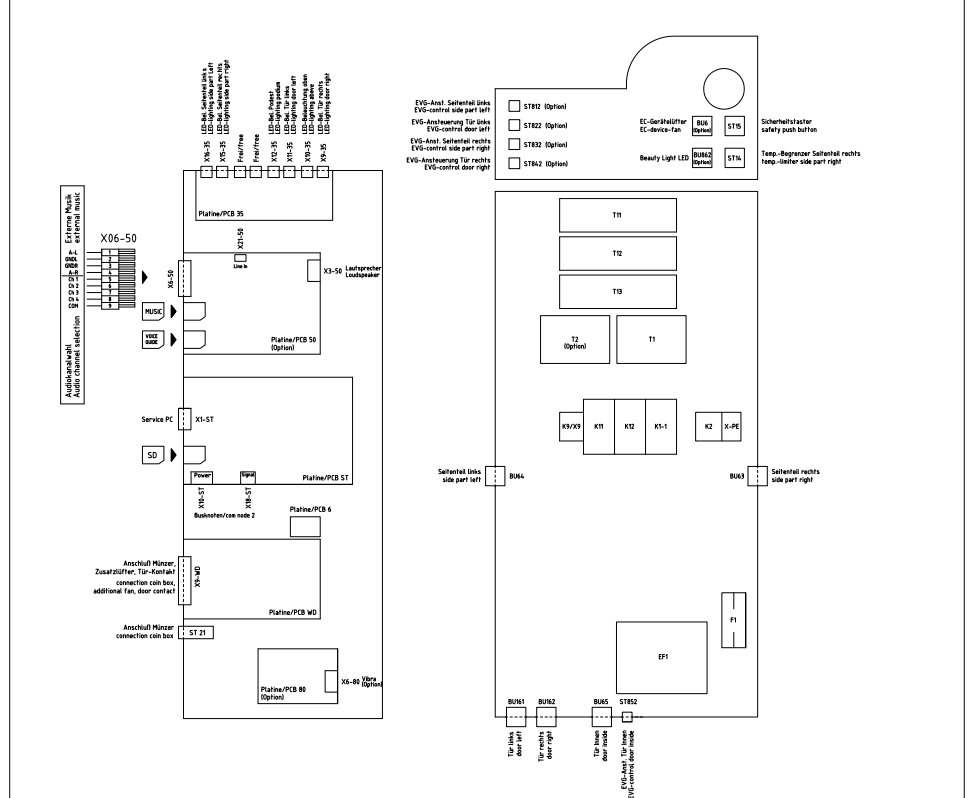 LED-Bel. Seitenteil links
LED-lighting side part left
X16-35
LED-Bel. Seitenteil rechts
LED-lighting side part right
X15-35
Frei/free
Frei/free
LED-Bel. Podest
LED-lighting podium
X12-35
LED-Bel. Tür links
LED-lighting door left
X11-35
LED-Beleuchtung oben
LED-lighting above
X10-35
LED-Bel. Tür rechts
LED-lighting door right
X9-35
Platine/PCB 35
Externe Musik
external music
X06-50
A-L 1
GNDL 2
GNDR 3
A-R 4
Ch 1 5
Ch 2 6
Ch 3 7
Ch 4 8
COM 9
Audiokanalwahl
Audio channel selection
X6-50
X21-50
Line In
X3-50
Lautsprecher
Loudspeaker
MUSIC
VOICE
GUIDE
Platine/PCB 50
(Option)
Service PC
X1-ST
SD
Power
Signal
Platine/PCB ST
X10-ST
X18-ST
Busknoten/com node 2
Platine/PCB 6
Anschluß Münzer,
Zusatzlüfter, Tür-Kontakt
connection coin box,
additional fan, door contact
X9-WD
Platine/PCB WD
Anschluß Münzer
connection coin box
ST 21
Platine/PCB 80
(Option)
X6-80 Vibra
(Option)
EVG-Anst. Seitenteil links
EVG-control side part left
ST812 (Option)
EVG-Ansteuerung Tür links
EVG-control door left
ST822 (Option)
EVG-Anst. Seitenteil rechts
EVG-control side part right
ST832 (Option)
EVG-Ansteuerung Tür rechts
EVG-control door right
ST842 (Option)
EC-Gerätelüfter
EC-device-fan
BU6
(Option)
ST15
Sicherheitstaster
safety push button
Beauty Light LED
BU862
(Option)
ST14
Temp.-Begrenzer Seitenteil rechts
temp.-limiter side part right
T11
T12
T13
T2
(Option)
T1
K9/X9
K11
K12
K1-1
K2
X-PE
Seitenteil links
side part left
BU64
BU63
Seitenteil rechts
side part right
F1
EF1
BU161
BU162
BU65
ST852
Tür links
door left
Tür rechts
door right
Tür Innen
door inside
EVG-Anst. Tür Innen
EVG-control door inside